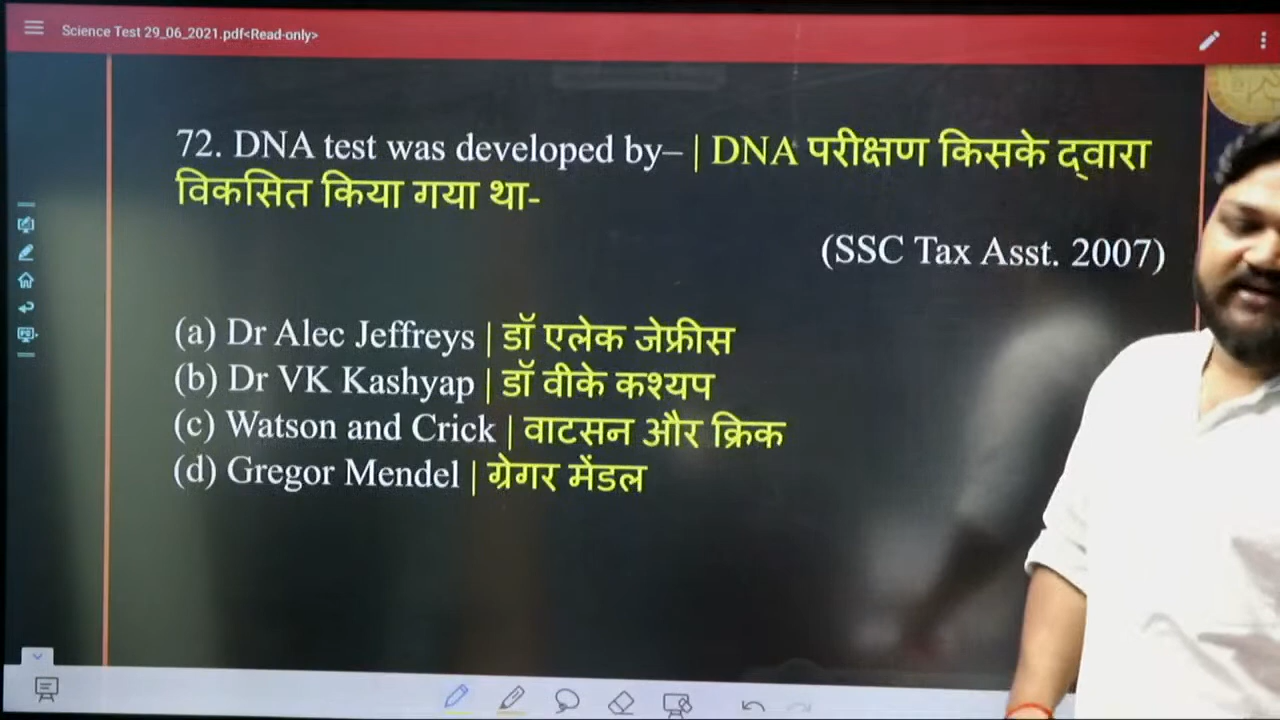 Science Test 29_06_2021.pdf<Read-only>
72. DNA test was developed by– | DNA परीक्षण किसके द्वारा
विकसित किया गया था-
(SSC Tax Asst. 2007)
(a) Dr Alec Jeffreys | डॉ एलेक जेफ्रीस
(b) Dr VK Kashyap | डॉ वीके कश्यप
(c) Watson and Crick | वाटसन और क्रिक
(d) Gregor Mendel | ग्रेगर मेंडल